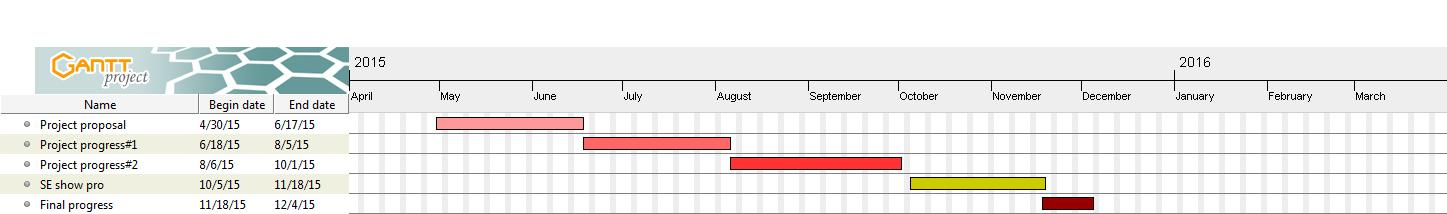 GANTT
project
2015 2016
April May June July August September October November December January February March
Name Begin date End date
Project proposal 4/30/15 6/17/15
Project progress#1 6/18/15 8/5/15
Project progress#2 8/6/15 10/1/15
SE show pro 10/5/15 11/18/15
Final progress 11/18/15 12/4/15